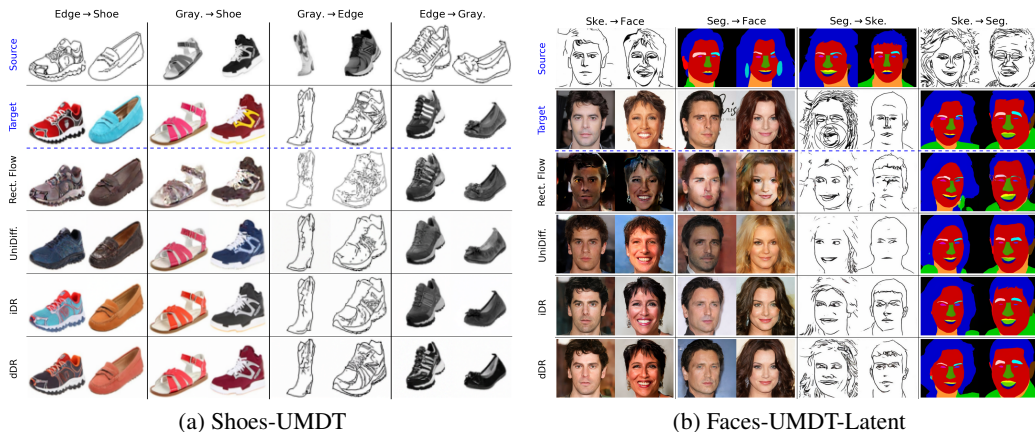 Edge → Shoe Gray. → Shoe Gray. → Edge Edge → Gray.
Source
Target
Rect. Flow
UniDiff.
iDR
dDR
(a) Shoes-UMDT
Ske. → Face Seg. → Face Seg. → Ske. Ske. → Seg.
Source
Target
Rect. Flow
UniDiff.
iDR
dDR
(b) Faces-UMDT-Latent